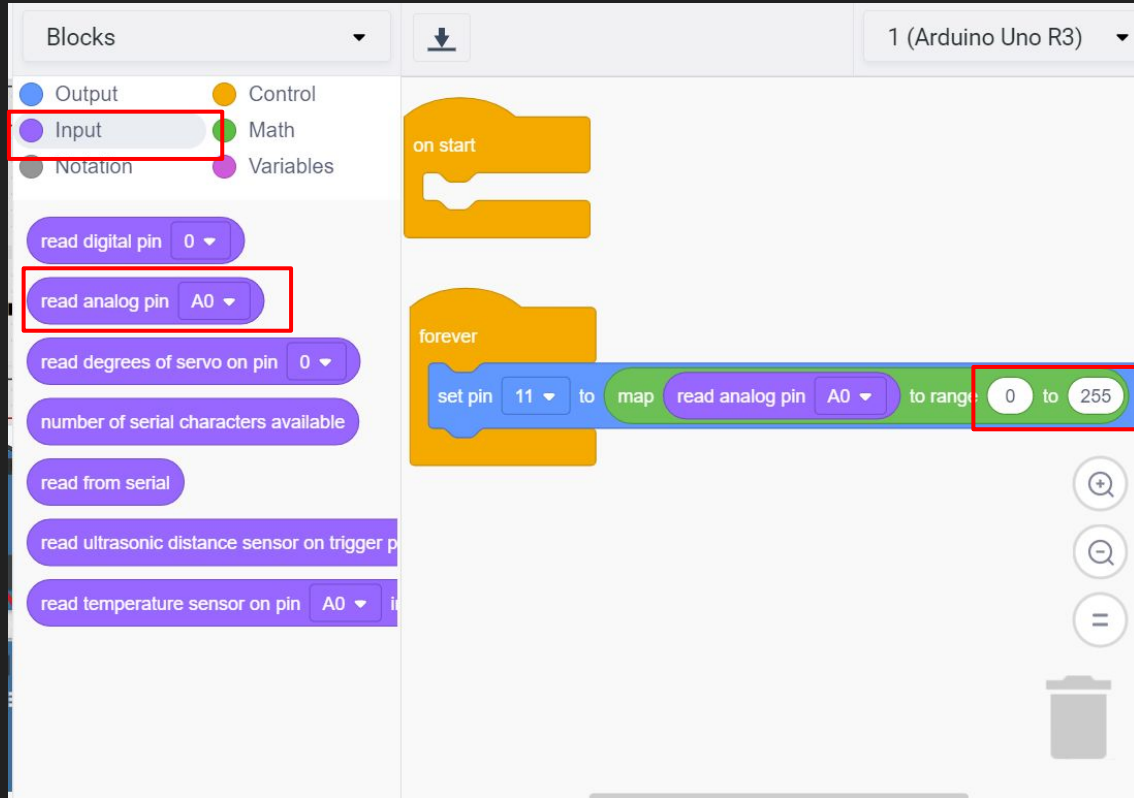 Blocks
1 (Arduino Uno R3)
Output
Control
Input
Math
Notation
Variables
read digital pin 0
read analog pin A0
read degrees of servo on pin 0
number of serial characters available
read from serial
read ultrasonic distance sensor on trigger p
read temperature sensor on pin A0
on start
forever
set pin 11 to map read analog pin A0 to range 0 to 255